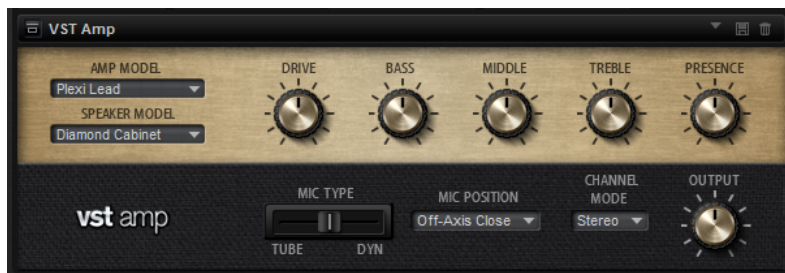 VST Amp
AMP MODEL
Plexi Lead
SPEAKER MODEL
Diamond Cabinet
DRIVE
BASS
MIDDLE
TREBLE
PRESENCE
vst amp
MIC TYPE
TUBE
DYN
MIC POSITION
Off-Axis Close
CHANNEL
MODE
Stereo
OUTPUT